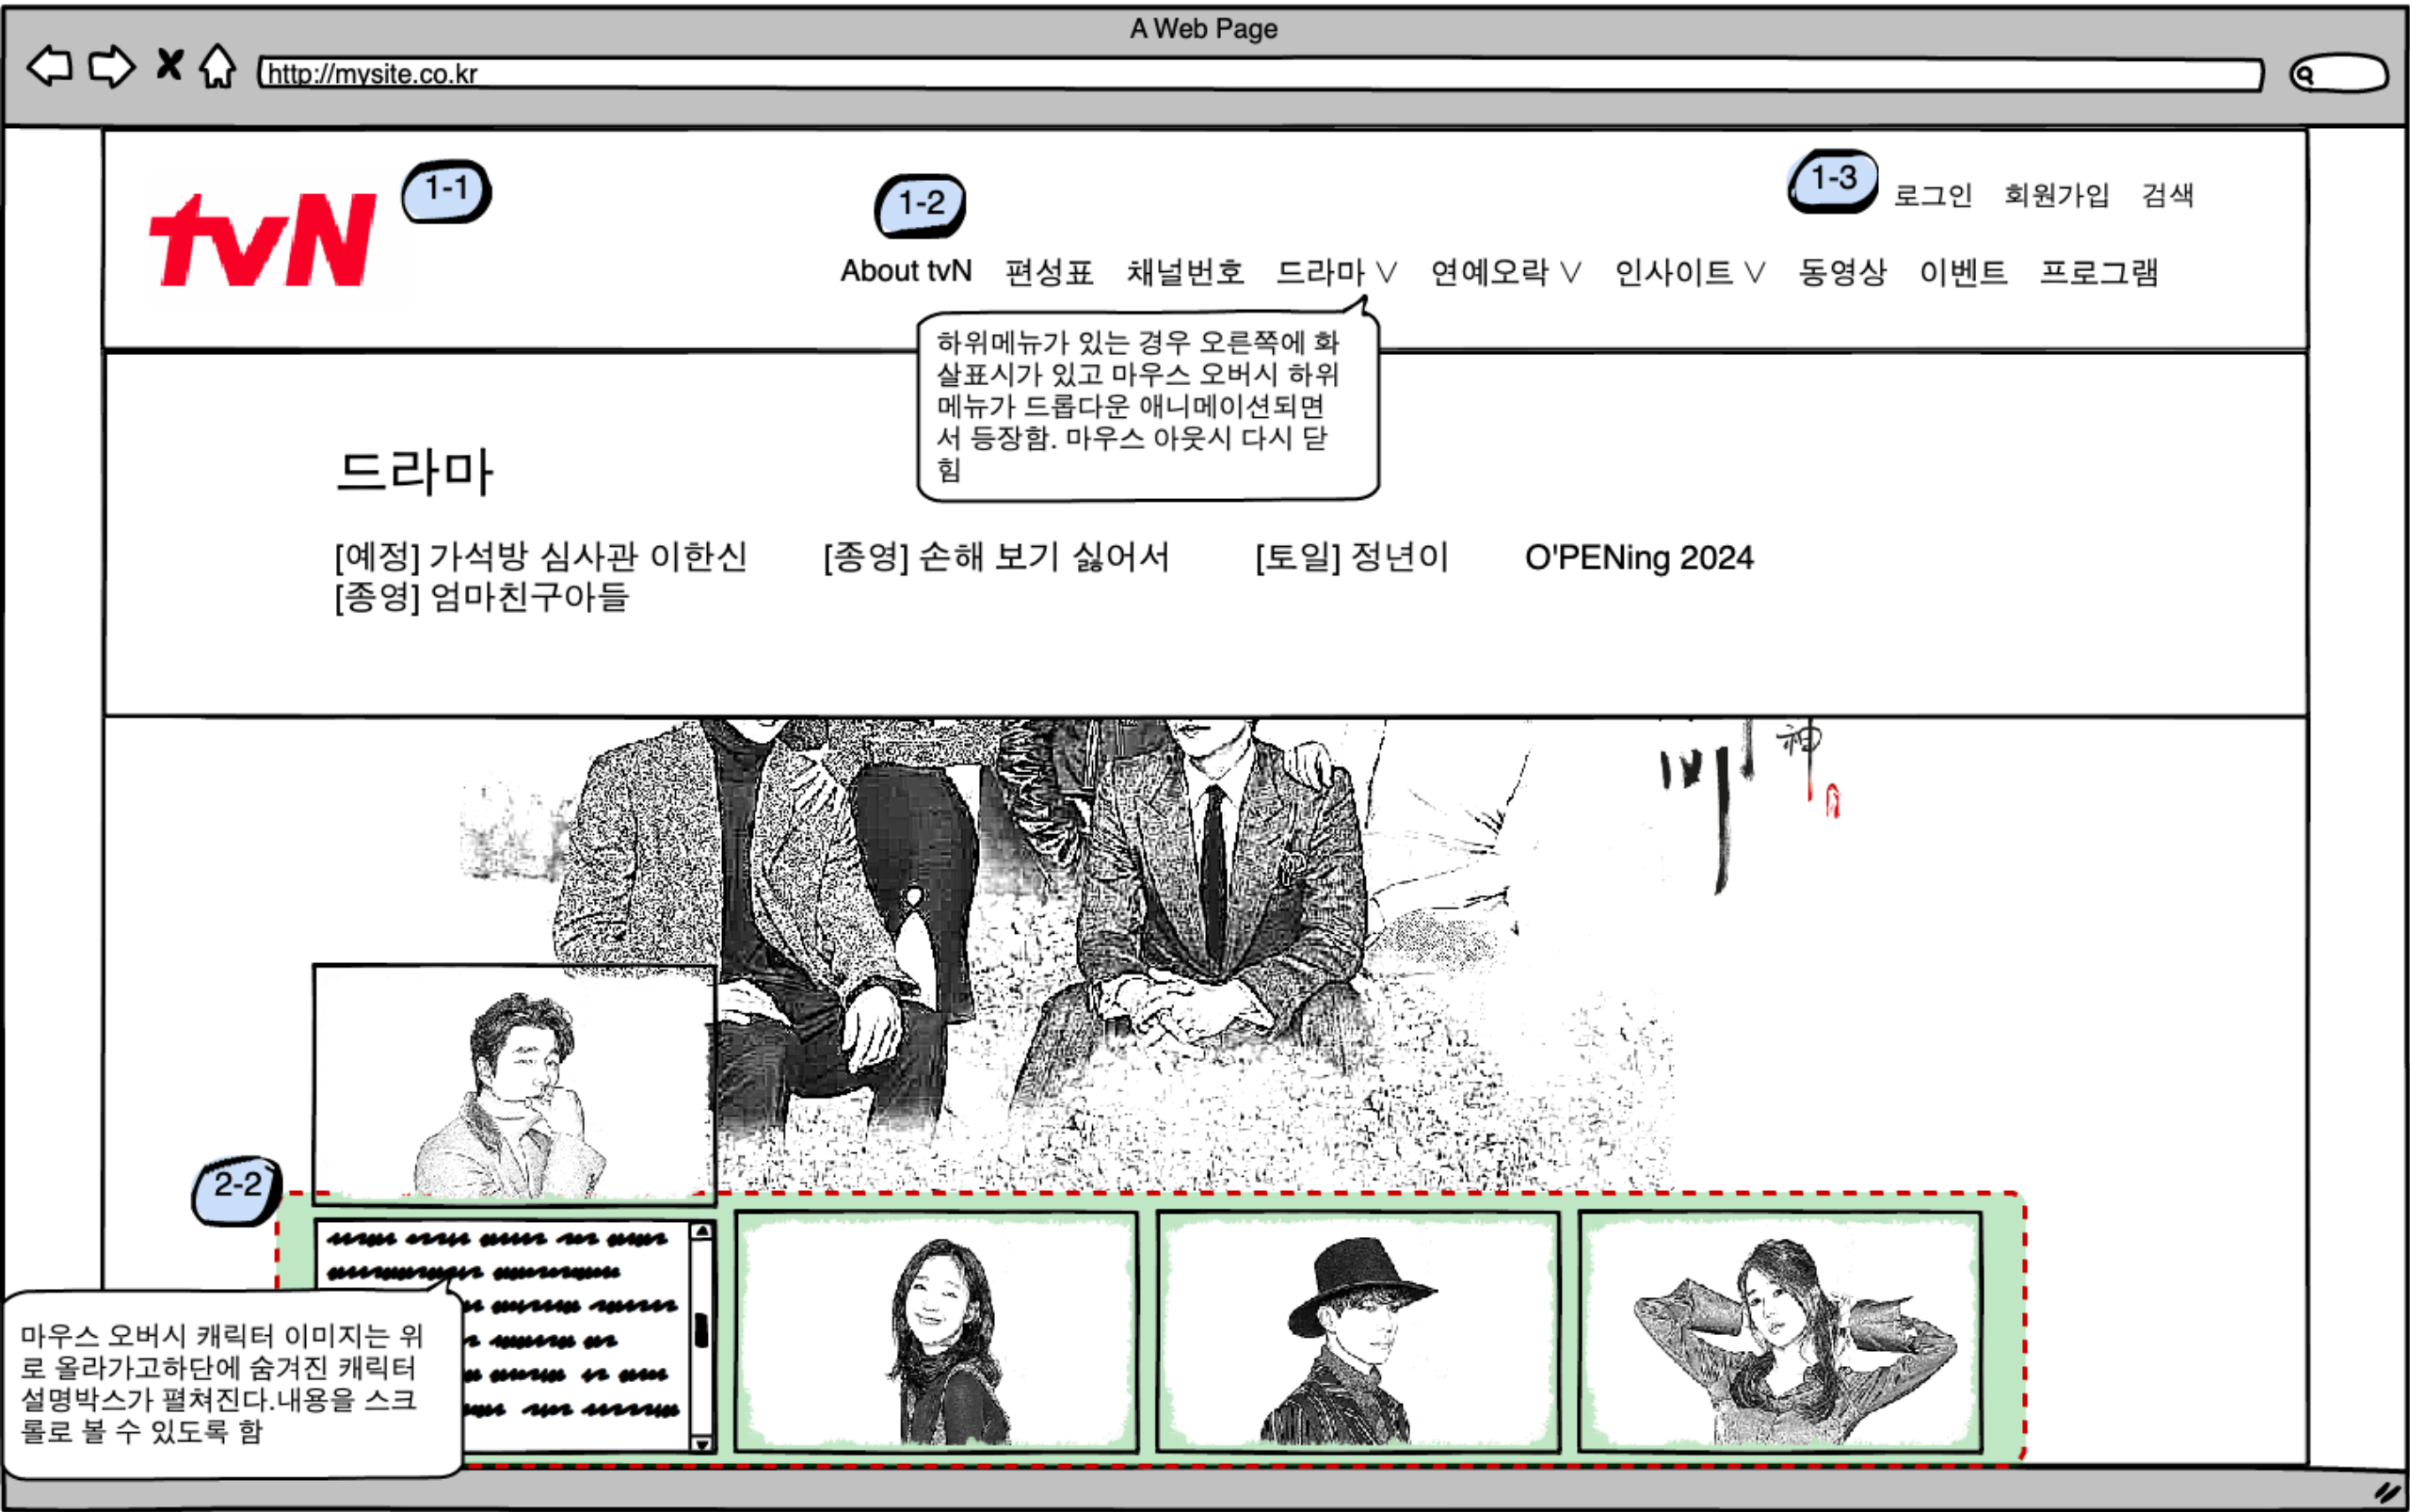 A Web Page
http://mysite.co.kr
tvN
1-1
1-2
1-3
로그인 회원가입 검색
About tvN 편성표 채널번호 드라마 ∨ 연예오락 ∨ 인사이트 ∨ 동영상 이벤트 프로그램
하위메뉴가 있는 경우 오른쪽에 화
살표시가 있고 마우스 오버시 하위
메뉴가 드롭다운 애니메이션되면
서 등장함. 마우스 아웃시 다시 닫
힘
드라마
[예정] 가석방 심사관 이한신 [종영] 손해 보기 싫어서 [토일] 정년이 O'PENing 2024
[종영] 엄마친구아들
神
2-2
마우스 오버시 캐릭터 이미지는 위
로 올라가고하단에 숨겨진 캐릭터
설명박스가 펼쳐진다.내용을 스크
롤로 볼 수 있도록 함